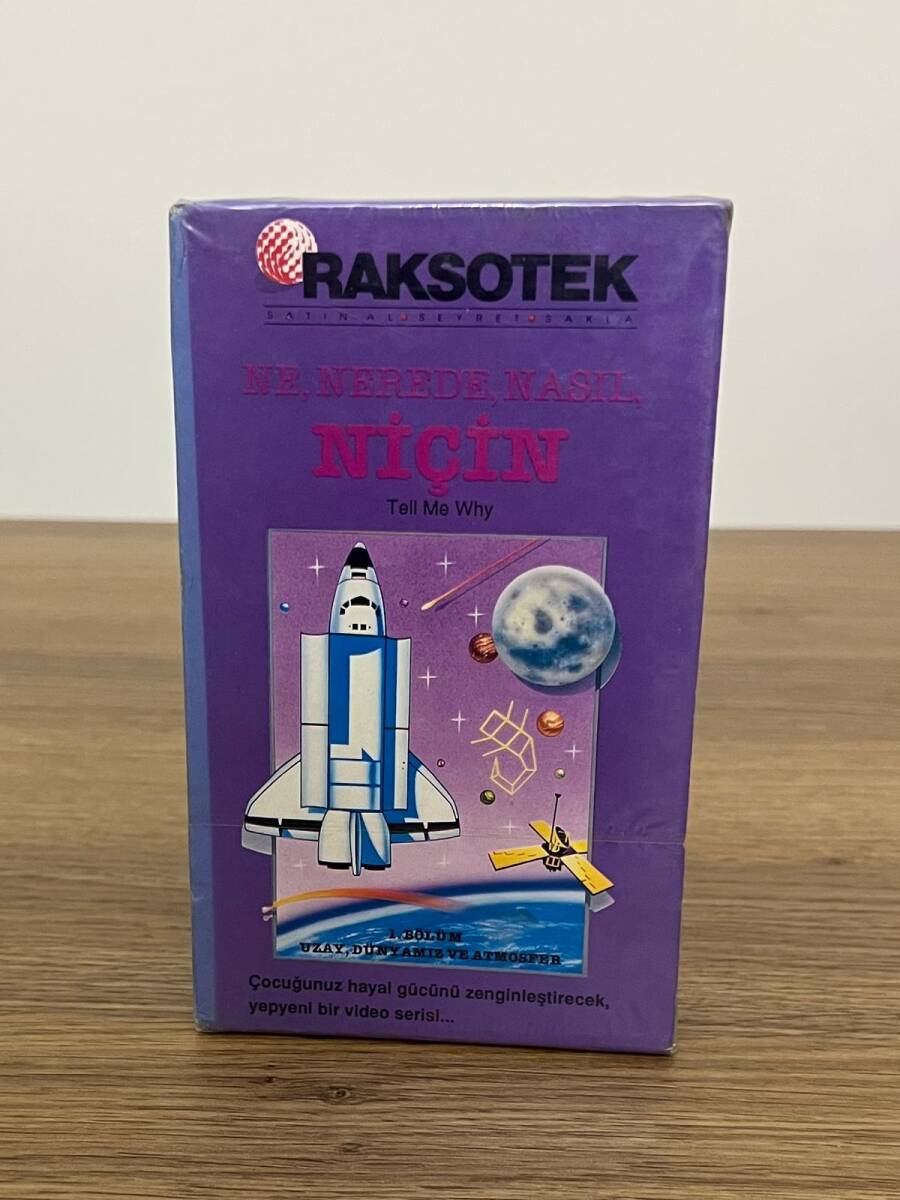 RAKSOTEK
SATIN AL • SEYRET • SAKLA
NE, NEREDE, NASIL,
NİÇİN
Tell Me Why
1. BÖLÜM
UZAY, DÜNYAMIZ VE ATMOSFER
Çocuğunuz hayal gücünü zenginleştirecek,
yepyeni bir video serisi...